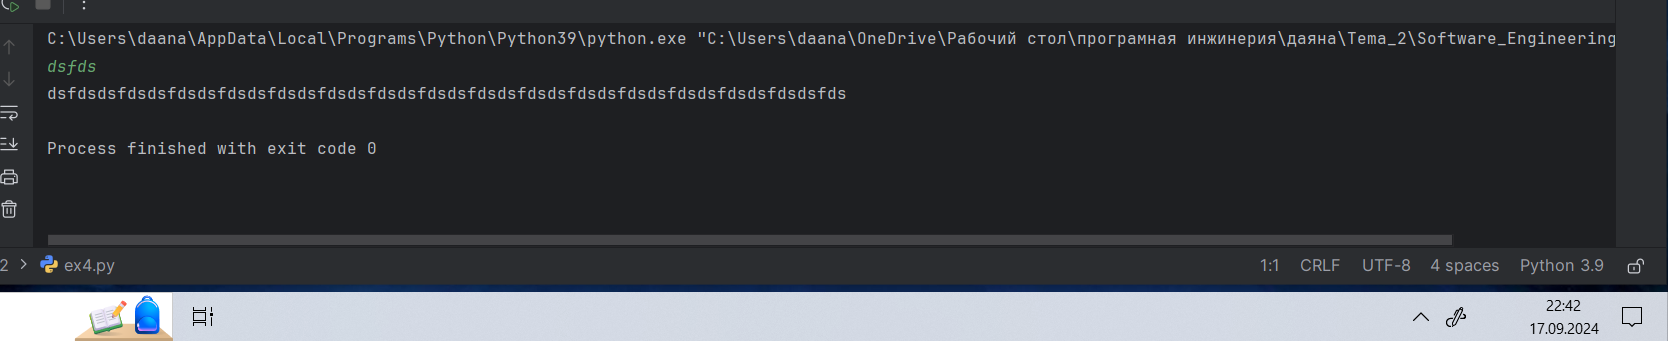 C:\Users\daana\AppData\Local\Programs\Python\Python39\python.exe "C:\Users\daana\OneDrive\Рабочий стол\програмная инжинерия\даяна\Tema_2\Software_Engineering
dsfds
dsfdsdsfdsdsfdsdsfdsdsfdsdsfdsdsfdsdsfdsdsfdsdsfdsdsfdsdsfdsdsfdsdsfdsdsfdsdsfds
Process finished with exit code 0
2 > ex4.py 1:1 CRLF UTF-8 4 spaces Python 3.9
22:42
17.09.2024